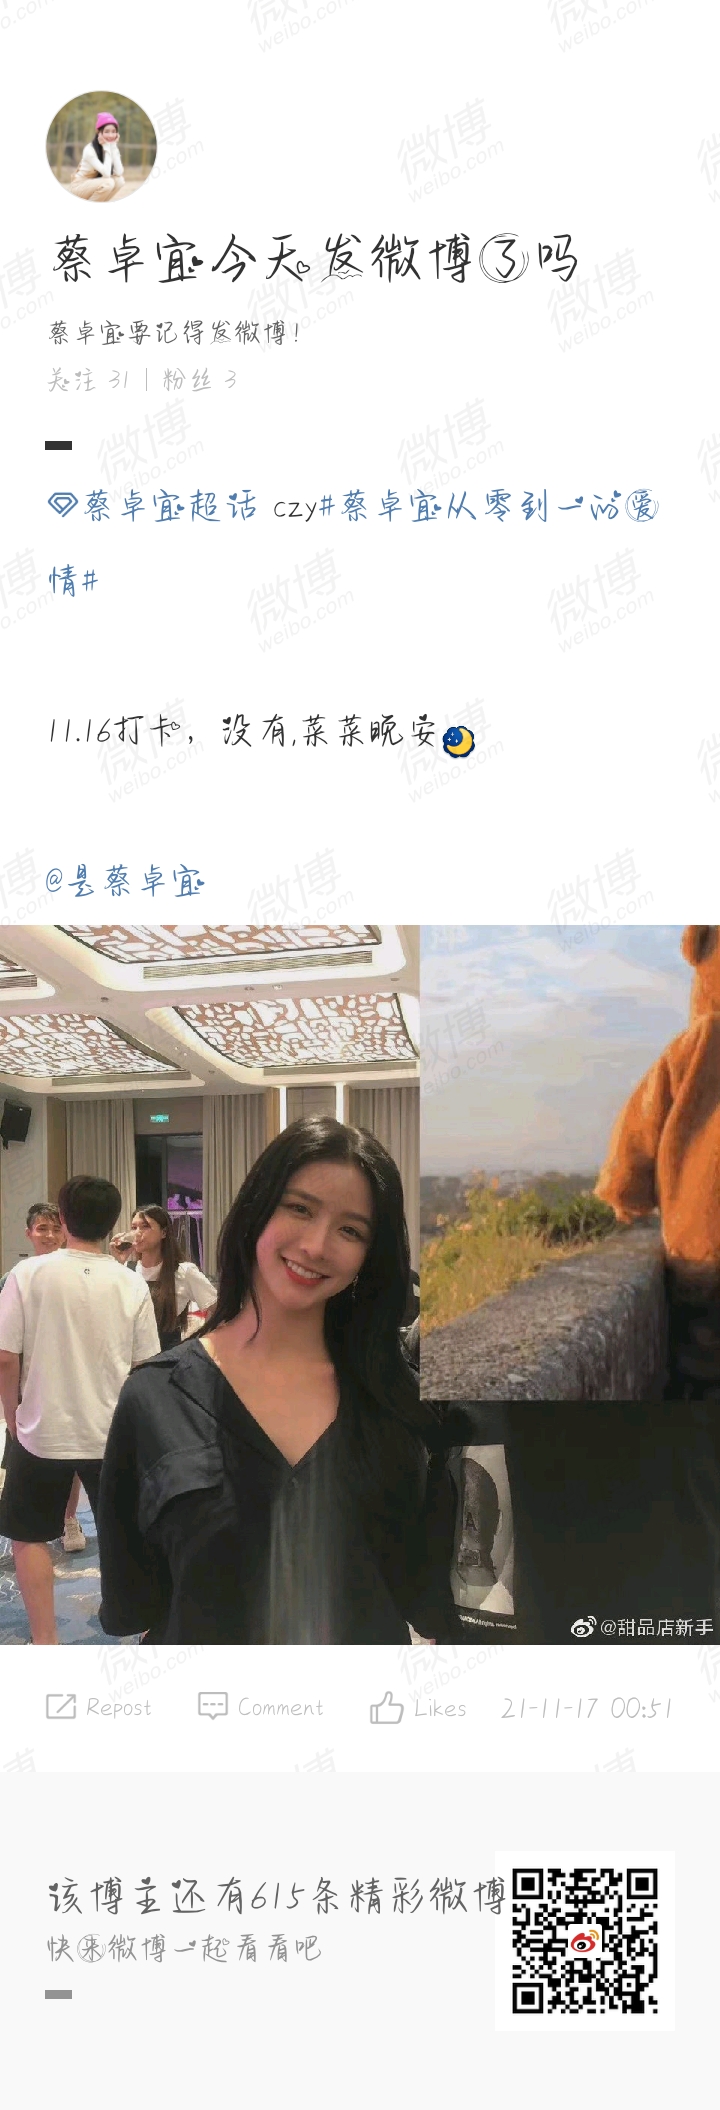 蔡卓宜今天发微博了吗
蔡卓宜要记得发微博！
关注 31 | 粉丝 3
蔡卓宜超话 czy#蔡卓宜从零到一的爱
情#
11.16打卡，没有,菜菜晚安
@是蔡卓宜
@甜品店新手
Repost Comment Likes 21-11-17 00:51
该博主还有615条精彩微博
快来微博一起看看吧
微博
weibo.com